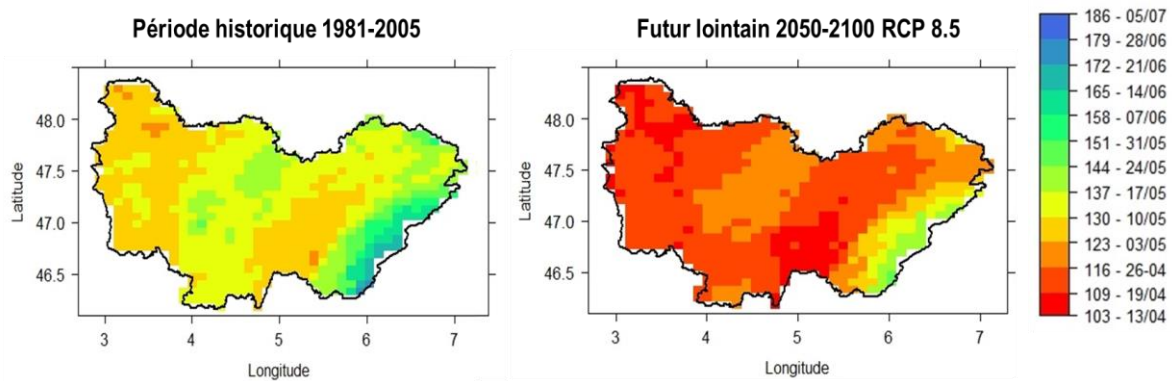 Période historique 1981-2005
Futur lointain 2050-2100 RCP 8.5
48.0
47.5
47.0
46.5
Latitude
3 4 5 6 7
Longitude
48.0
47.5
47.0
46.5
Latitude
3 4 5 6 7
Longitude
186 - 05/07
179 - 28/06
172 - 21/06
165 - 14/06
158 - 07/06
151 - 31/05
144 - 24/05
137 - 17/05
130 - 10/05
123 - 03/05
116 - 26/04
109 - 19/04
103 - 13/04